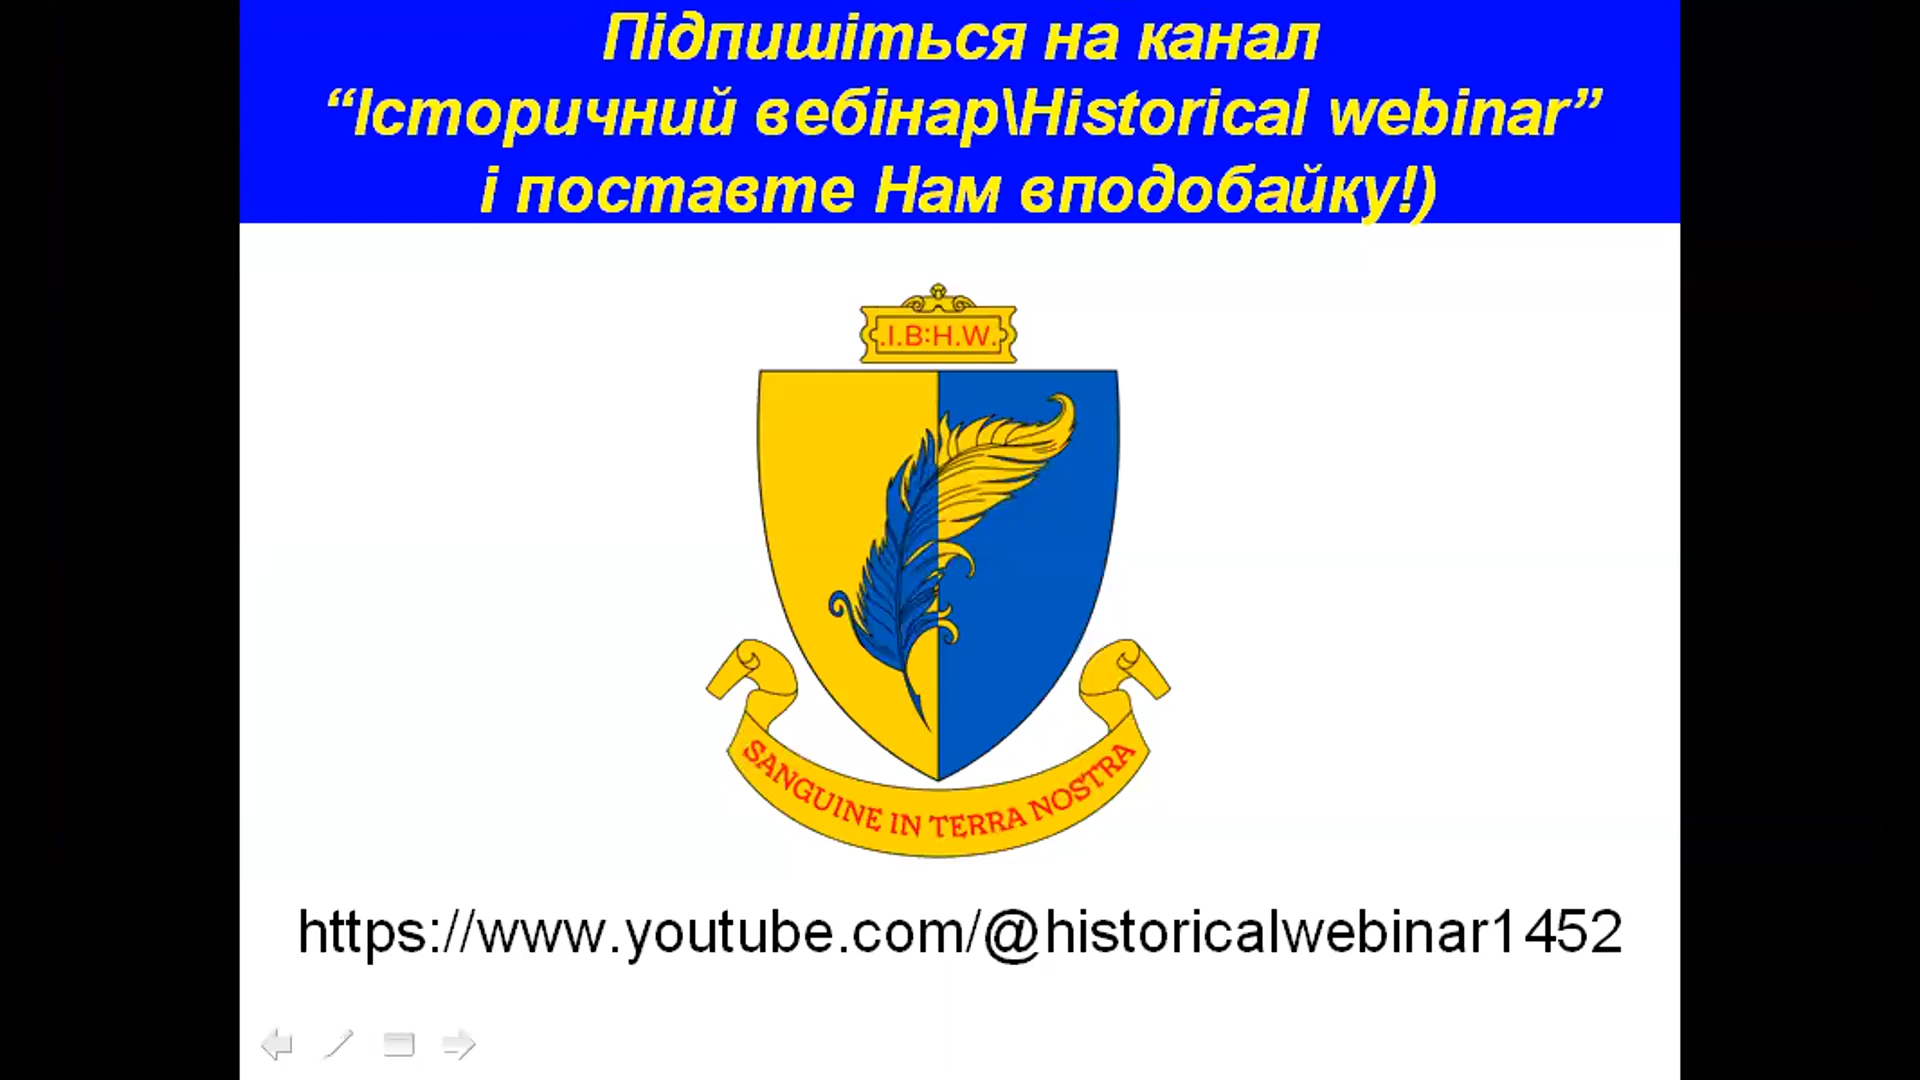 Підпишіться на канал
“Історичний вебінар\Historical webinar”
і поставте Нам вподобайку!)
.І.В:H.W.
SANGUINE IN TERRA NOSTRA
https://www.youtube.com/@historicalwebinar1452